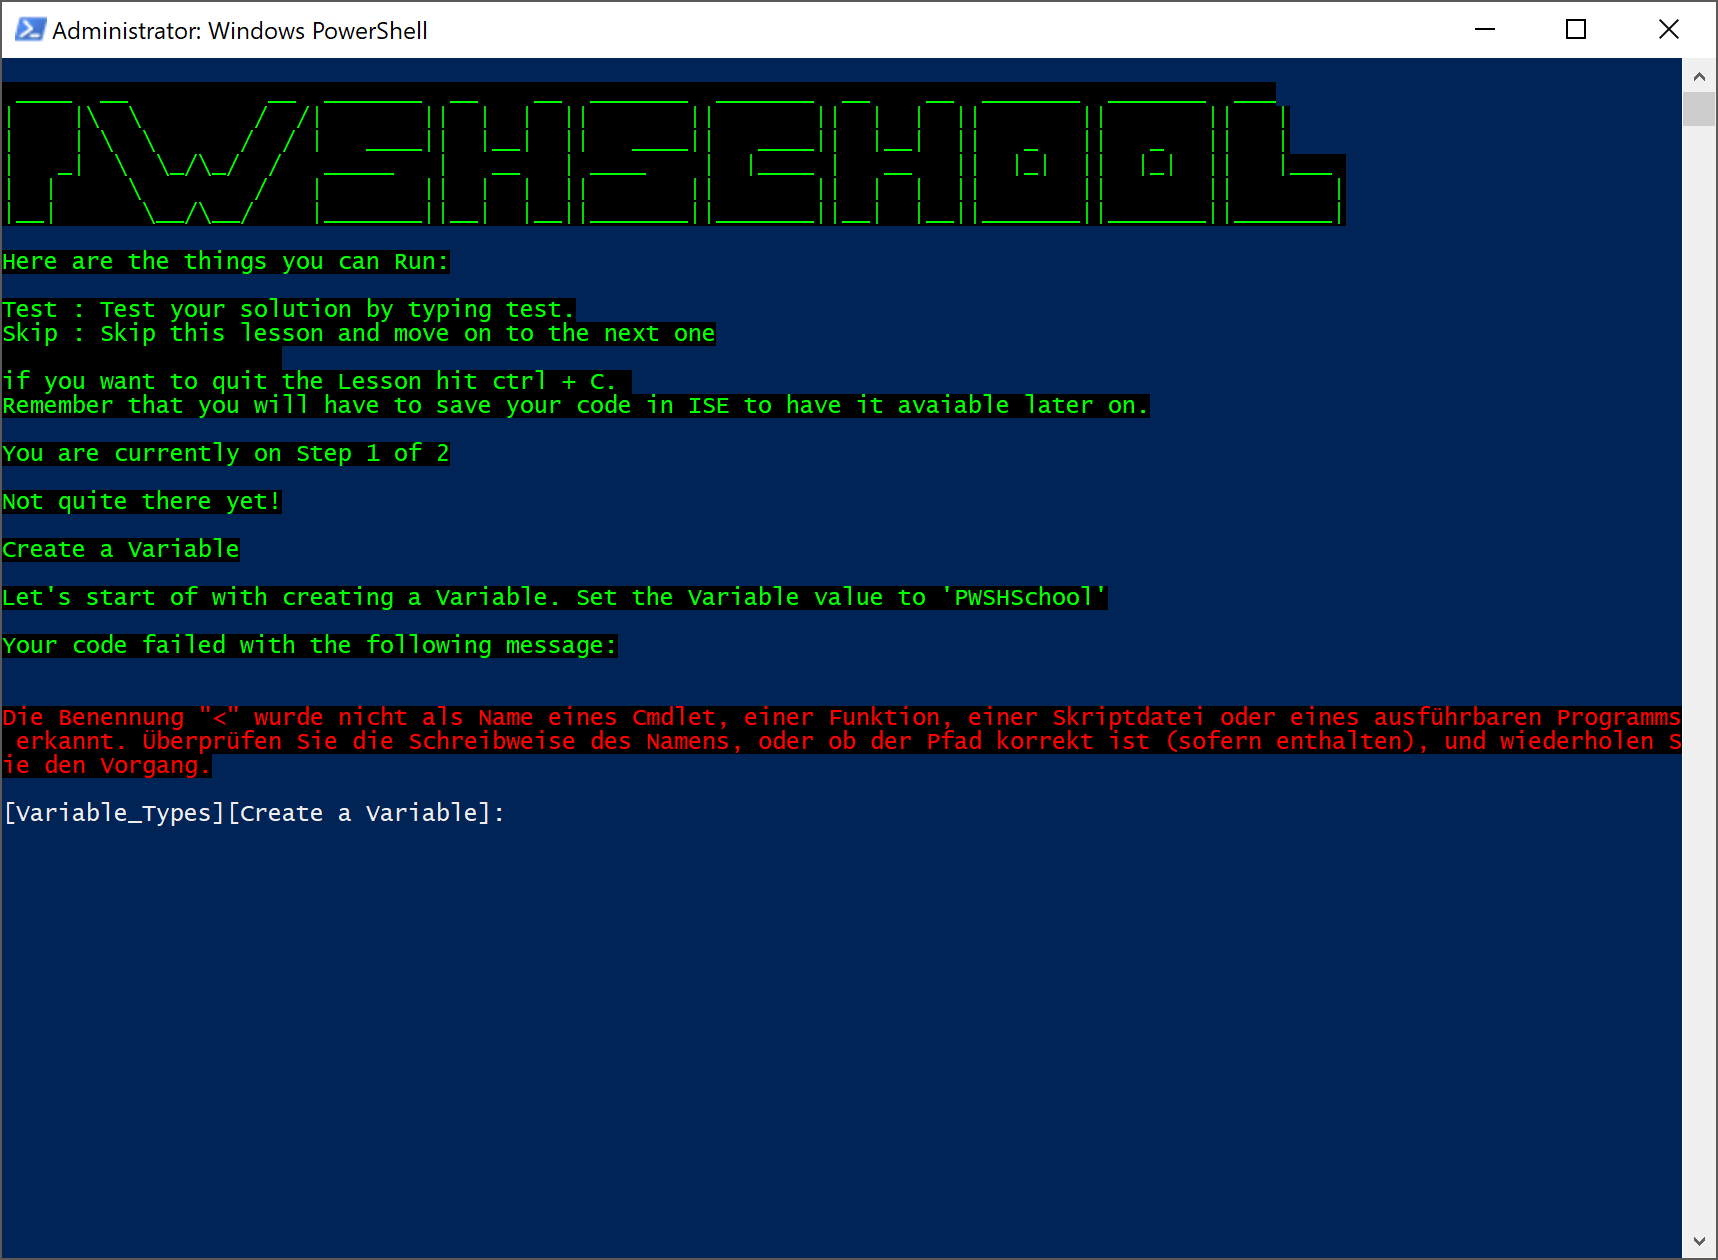 Administrator: Windows PowerShell
PWSHSCHOOL
Here are the things you can Run:
Test : Test your solution by typing test.
Skip : Skip this lesson and move on to the next one
if you want to quit the Lesson hit ctrl + C.
Remember that you will have to save your code in ISE to have it avaiable later on.
You are currently on Step 1 of 2
Not quite there yet!
Create a Variable
Let's start of with creating a Variable. Set the Variable value to 'PWSHSchool'
Your code failed with the following message:
Die Benennung "<" wurde nicht als Name eines Cmdlet, einer Funktion, einer Skriptdatei oder eines ausführbaren Programms
erkannt. Überprüfen Sie die Schreibweise des Namens, oder ob der Pfad korrekt ist (sofern enthalten), und wiederholen S
ie den Vorgang.
[Variable_Types][Create a Variable]: